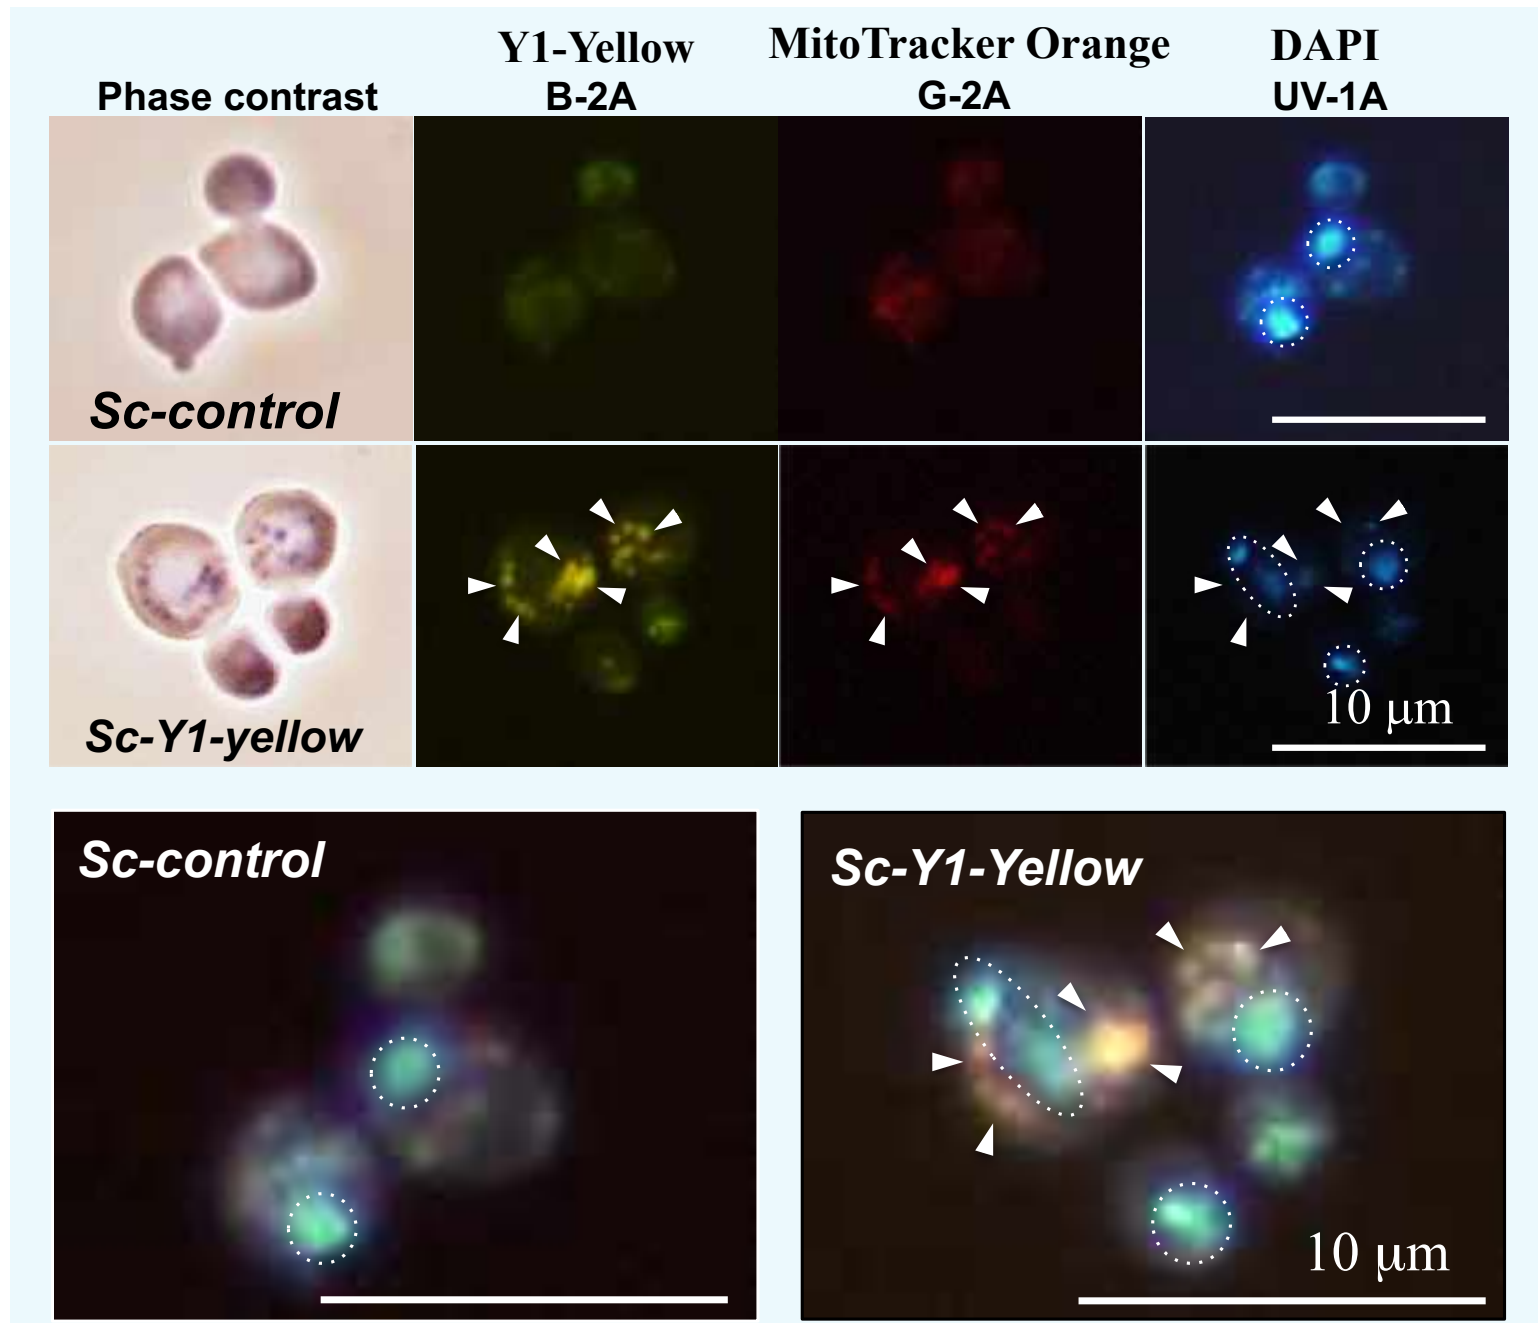 Y1-Yellow MitoTracker Orange DAPI
Phase contrast B-2A G-2A UV-1A
Sc-control
Sc-Y1-yellow
10 μm
Sc-control
Sc-Y1-Yellow
10 μm